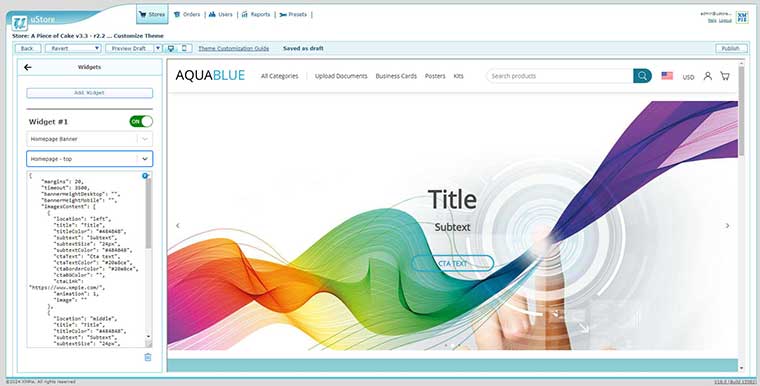 uStore
Stores
Orders
Users
Reports
Presets
admin@ustore...
Help Logout
XM
PIE
Store: A Piece of Cake v3.3 - r2.2 ... Customize Theme
Back
Revert
Preview Draft
Theme Customization Guide
Saved as draft
Publish
Widgets
Add Widget
Widget #1
ON
Homepage Banner
Homepage - top
{
"margins": 20,
"timeout": 3500,
"bannerHeightDesktop": "",
"bannerHeightMobile": "",
"imagesContent": [
{
"location": "left",
"title": "Title",
"titleColor": "#484848",
"subtext": "Subtext",
"subtextSize": "24px",
"subtextColor": "#484848",
"ctaText": "Cta text",
"ctaTextColor": "#20a0ce",
"ctaBorderColor": "#20a0ce",
"ctaBGColor": "",
"ctaLink":
"https://www.xmpie.com/",
"animation": 1,
"image": ""
},
{
"location": "middle",
"title": "Title",
"titleColor": "#484848",
"subtext": "Subtext",
"subtextSize": "24px",
AQUABLUE
All Categories
Upload Documents
Business Cards
Posters
Kits
Search products
USD
Title
Subtext
CTA TEXT
©2024 XMPie. All rights reserved